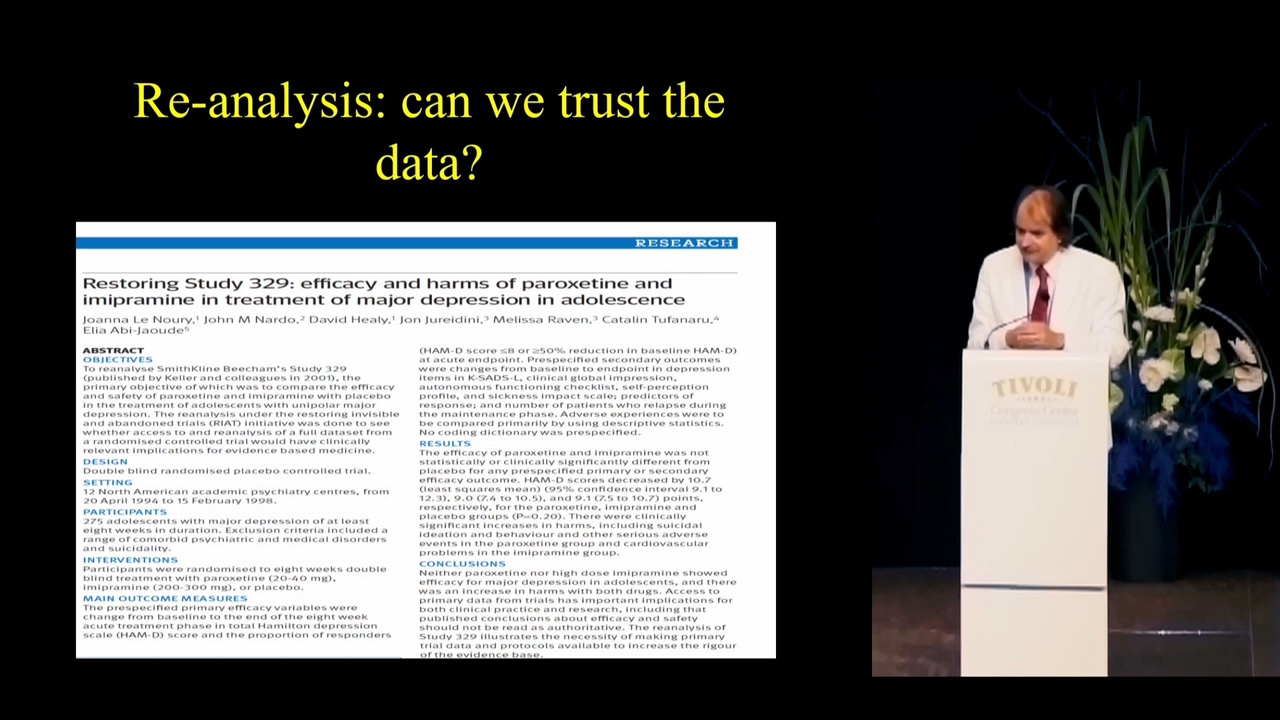 Re-analysis: can we trust the
data?
RESEARCH
Restoring Study 329: efficacy and harms of paroxetine and
imipramine in treatment of major depression in adolescence
Joanna Le Noury,¹ John M Nardo,² David Healy,¹ Jon Jureidini,³ Melissa Raven,³ Catalin Tufanaru,⁴
Elia Abi-Jaoude⁵
ABSTRACT
OBJECTIVES
To reanalyse SmithKline Beecham's Study 329
(published by Keller and colleagues in 2001), the
primary objective of which was to compare the efficacy
and safety of paroxetine and imipramine with placebo
in the treatment of adolescents with unipolar major
depression. The reanalysis under the restoring invisible
and abandoned trials (RIAT) initiative was done to see
whether access to and reanalysis of a full dataset from
a randomised controlled trial would have clinically
relevant implications for evidence based medicine.
DESIGN
Double blind randomised placebo controlled trial.
SETTING
12 North American academic psychiatry centres, from
20 April 1994 to 15 February 1998.
PARTICIPANTS
275 adolescents with major depression of at least
eight weeks in duration. Exclusion criteria included a
range of comorbid psychiatric and medical disorders
and suicidality.
INTERVENTIONS
Participants were randomised to eight weeks double
blind treatment with paroxetine (20-40 mg),
imipramine (200-300 mg), or placebo.
MAIN OUTCOME MEASURES
The prespecified primary efficacy variables were
change from baseline to the end of the eight week
acute treatment phase in total Hamilton depression
scale (HAM-D) score and the proportion of responders
(HAM-D score ≤8 or ≥50% reduction in baseline HAM-D)
at acute endpoint. Prespecified secondary outcomes
were changes from baseline to endpoint in depression
items in K-SADS-L, clinical global impression,
autonomous functioning checklist, self-perception
profile, and sickness impact scale; predictors of
response; and number of patients who relapse during
the maintenance phase. Adverse experiences were to
be compared primarily by using descriptive statistics.
No coding dictionary was prespecified.
RESULTS
The efficacy of paroxetine and imipramine was not
statistically or clinically significantly different from
placebo for any prespecified primary or secondary
efficacy outcome. HAM-D scores decreased by 10.7
(least squares mean) (95% confidence interval 9.1 to
12.3), 9.0 (7.4 to 10.5), and 9.1 (7.5 to 10.7) points,
respectively, for the paroxetine, imipramine and
placebo groups (P=0.20). There were clinically
significant increases in harms, including suicidal
ideation and behaviour and other serious adverse
events in the paroxetine group and cardiovascular
problems in the imipramine group.
CONCLUSIONS
Neither paroxetine nor high dose imipramine showed
efficacy for major depression in adolescents, and there
was an increase in harms with both drugs. Access to
primary data from trials has important implications for
both clinical practice and research, including that
published conclusions about efficacy and safety
should not be read as authoritative. The reanalysis of
Study 329 illustrates the necessity of making primary
trial data and protocols available to increase the rigour
of the evidence base.
TIVOLI
Congress Center